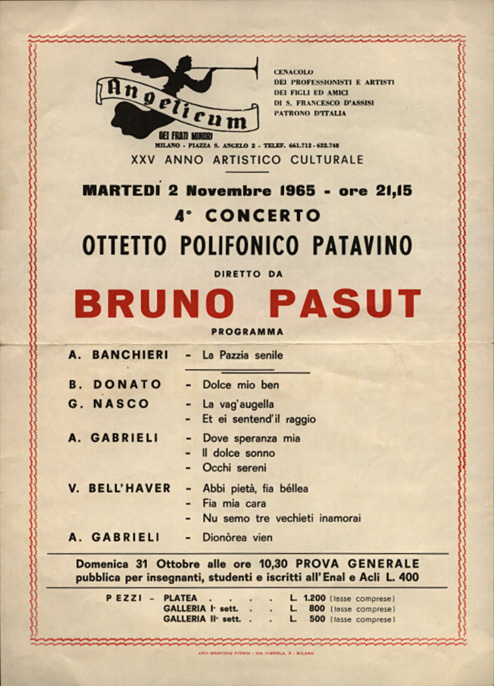 Angelicum
DEI FRATI MINORI
CENACOLO
DEI PROFESSIONISTI E ARTISTI
DEI FIGLI ED AMICI
DI S. FRANCESCO D'ASSISI
PATRONO D'ITALIA
MILANO - PIAZZA S. ANGELO 2 - TELEF. 661.712 - 632.748
XXV ANNO ARTISTICO CULTURALE
MARTEDÌ 2 Novembre 1965 - ore 21,15
4° CONCERTO
OTTETTO POLIFONICO PATAVINO
DIRETTO DA
BRUNO PASUT
PROGRAMMA
A. BANCHIERI - La Pazzia senile
B. DONATO - Dolce mio ben
G. NASCO - La vag'augella
- Et ei sentend'il raggio
A. GABRIELI - Dove speranza mia
- Il dolce sonno
- Occhi sereni
V. BELL'HAVER - Abbi pietà, fia béllea
- Fia mia cara
- Nu semo tre vechieti inamorai
A. GABRIELI - Dionòrea vien
Domenica 31 Ottobre alle ore 10,30 PROVA GENERALE
pubblica per insegnanti, studenti e iscritti all'Enal e Acli L. 400
PEZZI - PLATEA . . . . L. 1.200 (tasse comprese)
GALLERIA Iª sett. . . L. 800 (tasse comprese)
GALLERIA IIª sett. . . L. 500 (tasse comprese)
ARTI GRAFICHE - VIA - MILANO